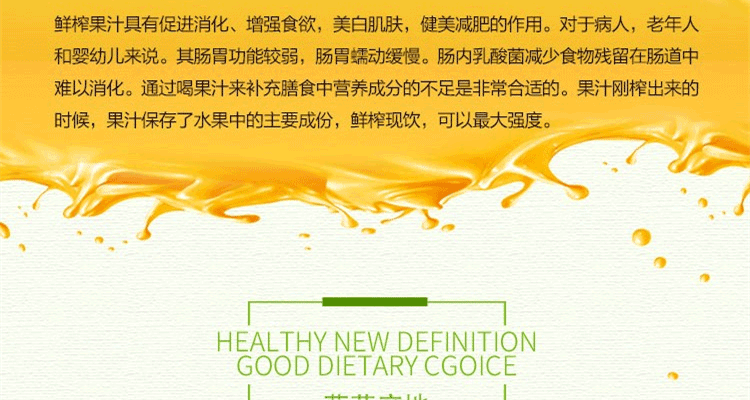 鲜榨果汁具有促进消化、增强食欲，美白肌肤，健美减肥的作用。对于病人，老年人
和婴幼儿来说。其肠胃功能较弱，肠胃蠕动缓慢。肠内乳酸菌减少食物残留在肠道中
难以消化。通过喝果汁来补充膳食中营养成分的不足是非常合适的。果汁刚榨出来的
时候，果汁保存了水果中的主要成份，鲜榨现饮，可以最大强度。
HEALTHY NEW DEFINITION
GOOD DIETARY CGOICE